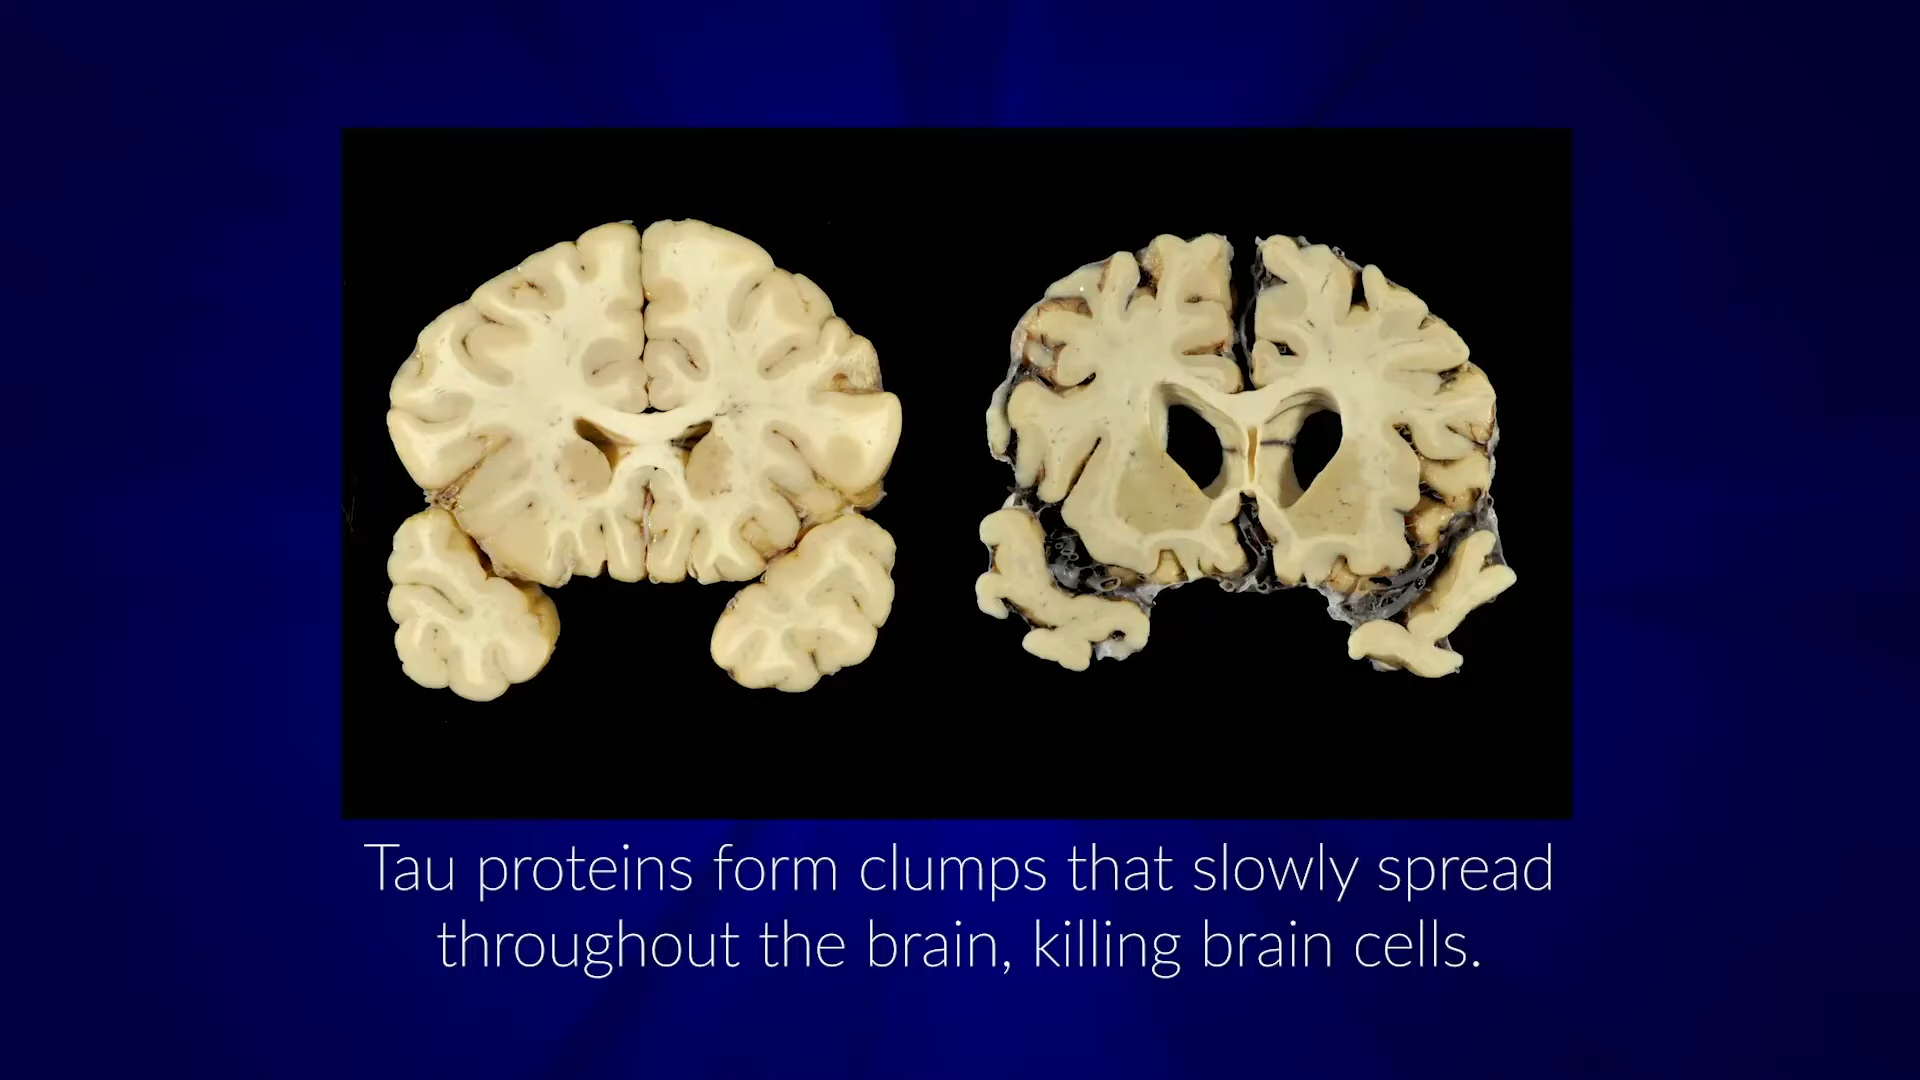 Tau proteins form clumps that slowly spread
throughout the brain, killing brain cells.